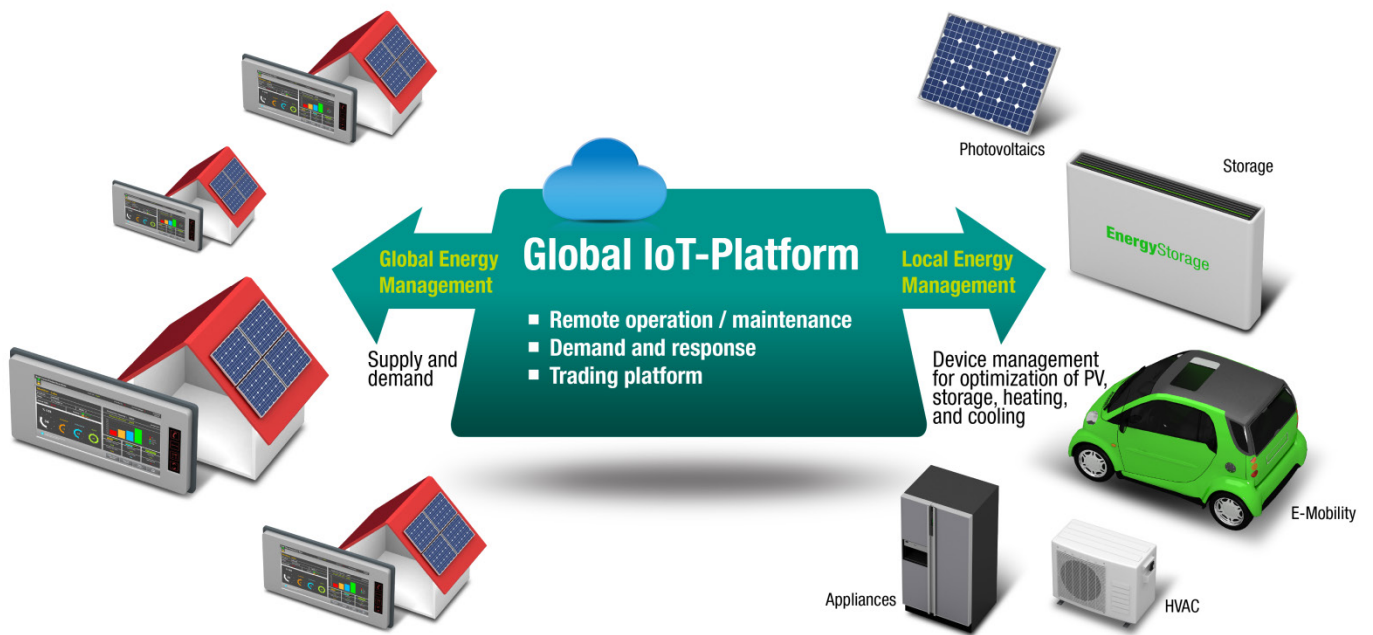 Photovoltaics
Storage
EnergyStorage
Global IoT-Platform
Global Energy
Management
Local Energy
Management
▪ Remote operation / maintenance
▪ Demand and response
▪ Trading platform
Supply and
demand
Device management
for optimization of PV,
storage, heating,
and cooling
E-Mobility
Appliances
HVAC